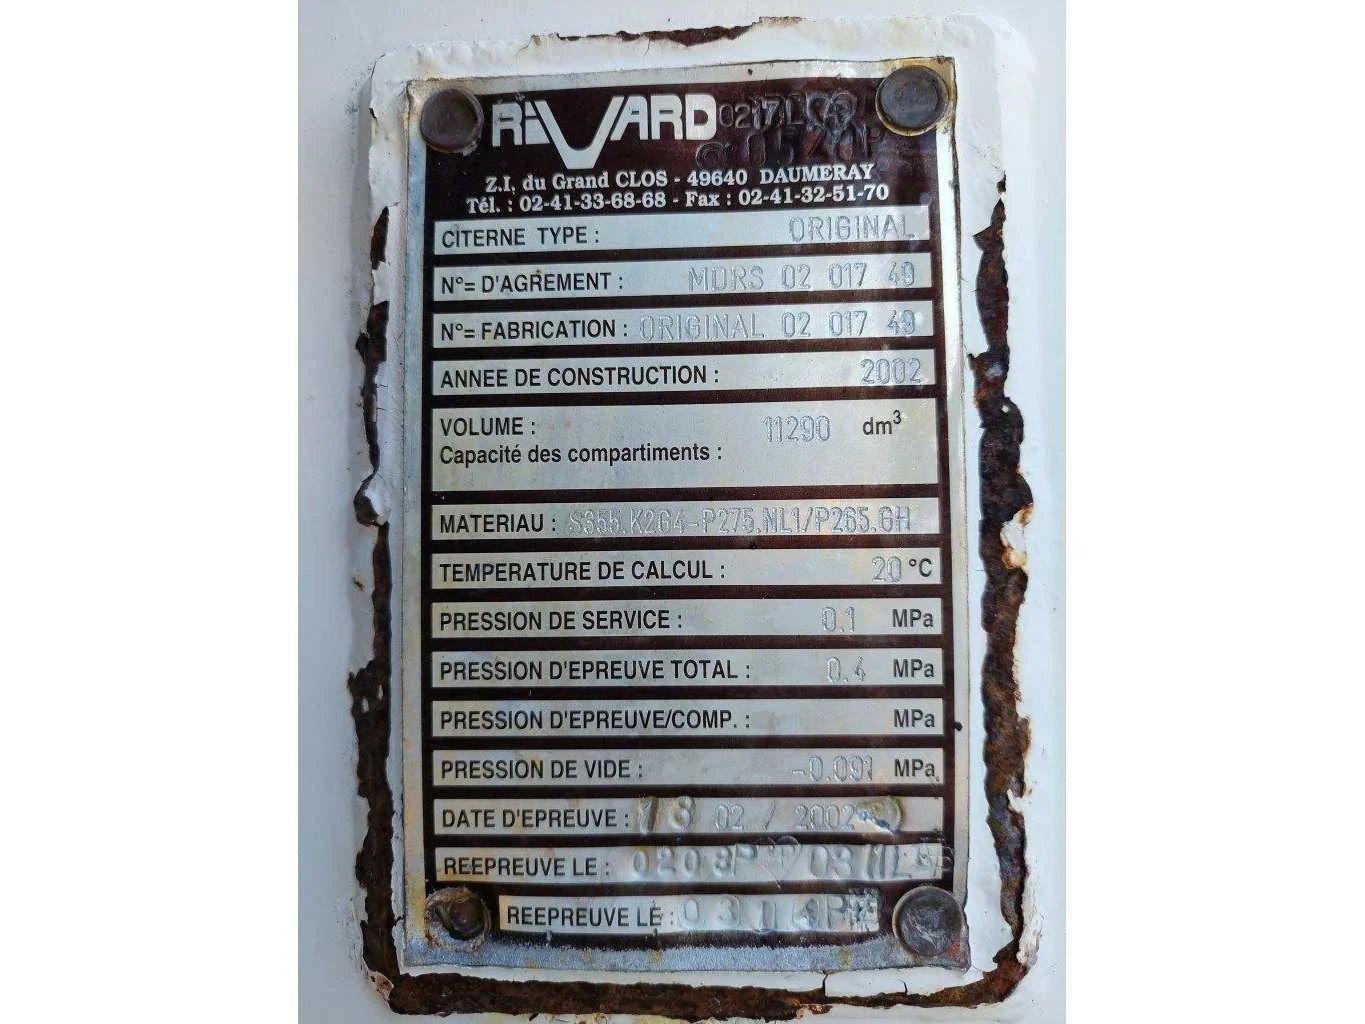 RiVARD
Z.I. du Grand CLOS - 49640 DAUMERAY
Tél. : 02-41-33-68-68 - Fax : 02-41-32-51-70
CITERNE TYPE : ORIGINAL
N°= D'AGREMENT : MDRS 02 017 49
N°= FABRICATION : ORIGINAL 02 017 49
ANNEE DE CONSTRUCTION : 2002
VOLUME : 11290 dm³
Capacité des compartiments :
MATERIAU : S355.K2G4-P275.NL1/P265.GH
TEMPERATURE DE CALCUL : 20 °C
PRESSION DE SERVICE : 0.1 MPa
PRESSION D'EPREUVE TOTAL : 0.4 MPa
PRESSION D'EPREUVE/COMP. : MPa
PRESSION DE VIDE : -0.091 MPa
DATE D'EPREUVE : 02 / 2002
REEPREUVE LE : 0208P
REEPREUVE LE :